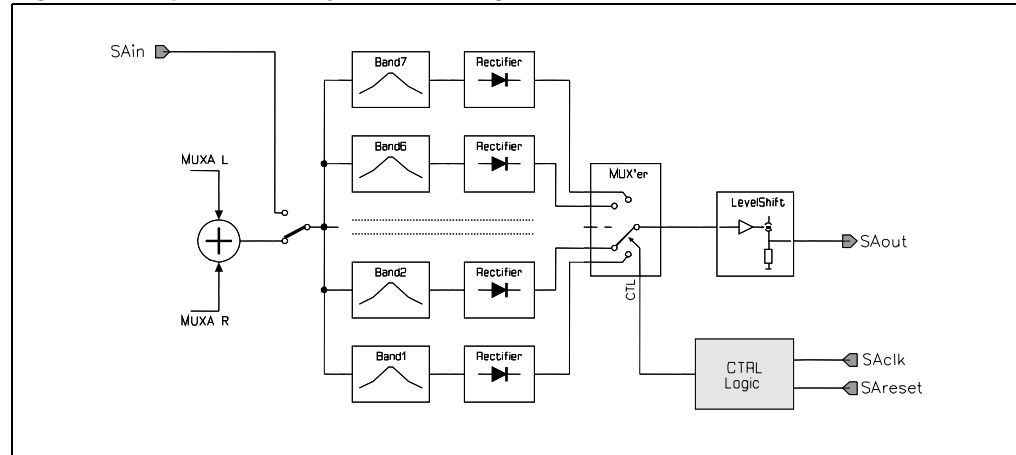 SAin
MUXA L
MUXA R
Band7
Rectifier
Band6
Rectifier
MUX'er
LevelShift
SAout
Band2
Rectifier
CTL
Band1
Rectifier
CTRL
Logic
SAclk
SAreset